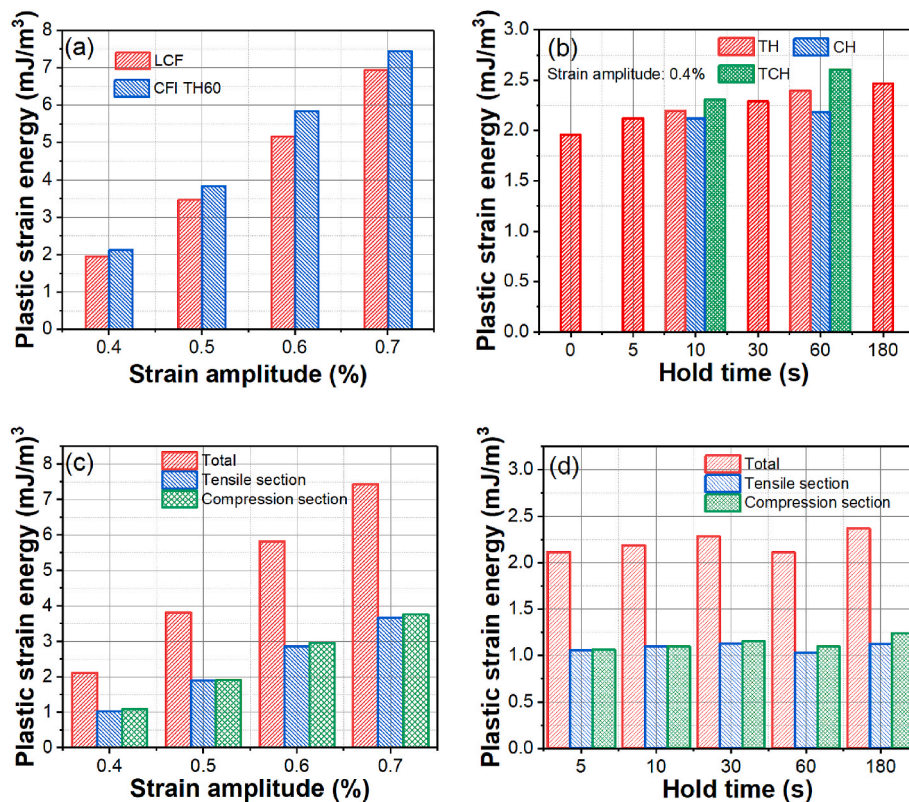 (a)
LCF
CFI TH60
Plastic strain energy (mJ/m³)
8
7
6
5
4
3
2
1
0
0.4 0.5 0.6 0.7
Strain amplitude (%)
(b)
TH CH
Strain amplitude: 0.4% TCH
Plastic strain energy (mJ/m³)
3.0
2.5
2.0
1.5
1.0
0.5
0.0
0 5 10 30 60 180
Hold time (s)
(c)
Total
Tensile section
Compression section
Plastic strain energy (mJ/m)³
8
7
6
5
4
3
2
1
0
0.4 0.5 0.6 0.7
Strain amplitude (%)
(d)
Total
Tensile section
Compression section
Plastic strain energy (mJ/m)³
3.0
2.5
2.0
1.5
1.0
0.5
0.0
5 10 30 60 180
Hold time (s)